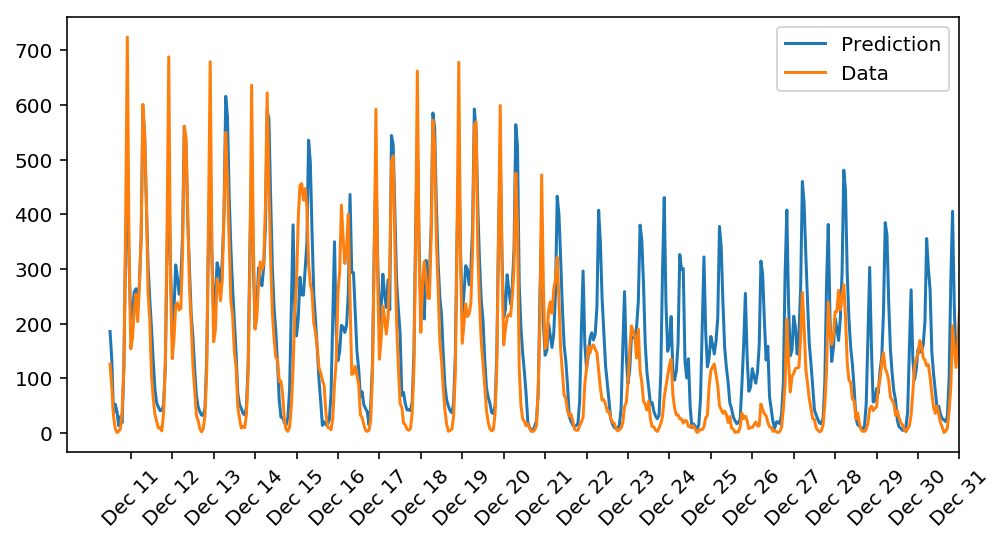 700
600
500
400
300
200
100
0
Prediction
Data
Dec 11
Dec 12
Dec 13
Dec 14
Dec 15
Dec 16
Dec 17
Dec 18
Dec 19
Dec 20
Dec 21
Dec 22
Dec 23
Dec 24
Dec 25
Dec 26
Dec 27
Dec 28
Dec 29
Dec 30
Dec 31